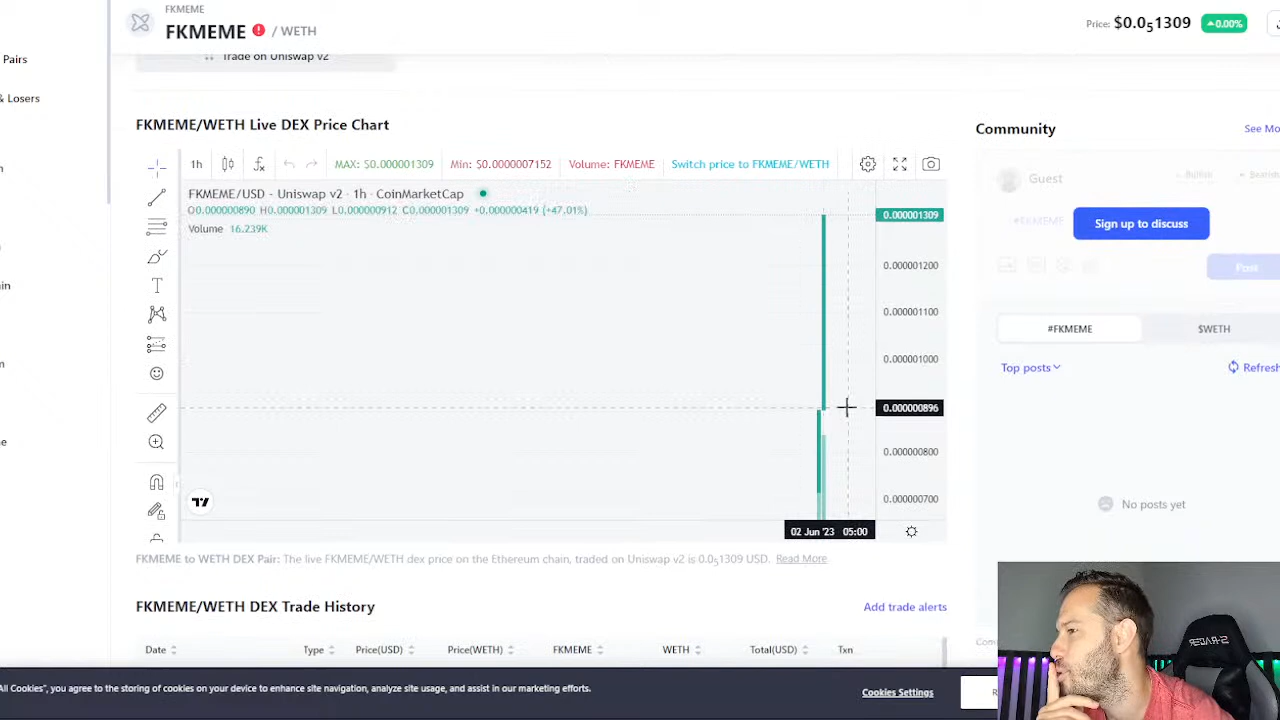 FKMEME
FKMEME / WETH
Price: $0.0₅1309 0.00%
Pairs
Trade on Uniswap v2
& Losers
FKMEME/WETH Live DEX Price Chart
Community
See Mo
1h MAX: $0.000001309 Min: $0.0000007152 Volume: FKMEME Switch price to FKMEME/WETH
Guest
Bullish
Bearish
FKMEME/USD - Uniswap v2 · 1h · CoinMarketCap
O0.000000890 H0.000001309 L0.000000912 C0.000001309 +0.000000419 (+47.01%)
Volume 16.239K
0.000001309
#FKMEME
Sign up to discuss
0.000001200
Post
0.000001100
#FKMEME
$WETH
0.000001000
Top posts
Refresh
0.000000896
0.000000800
0.000000700
No posts yet
02 Jun '23 05:00
FKMEME to WETH DEX Pair: The live FKMEME/WETH dex price on the Ethereum chain, traded on Uniswap v2 is 0.0₅1309 USD. Read More
FKMEME/WETH DEX Trade History
Add trade alerts
Date Type Price(USD) Price(WETH) FKMEME WETH Total(USD) Txn
All Cookies", you agree to the storing of cookies on your device to enhance site navigation, analyze site usage, and assist in our marketing efforts.
Cookies Settings